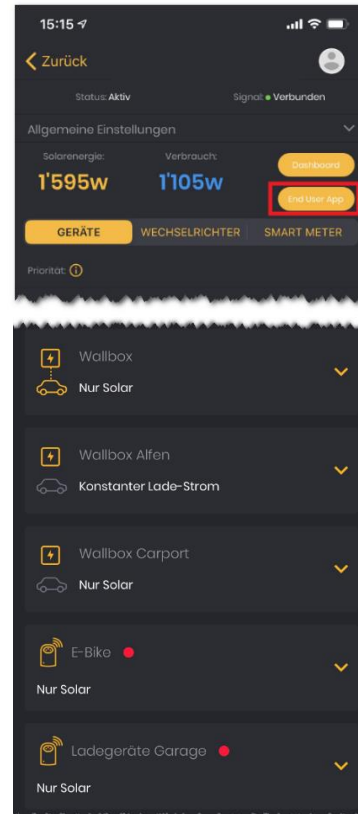 15:15
Zurück
Status: Aktiv Signal: Verbunden
Allgemeine Einstellungen
Solarenergie: Verbrauch: Dashboard
1'595w 1'105w
End User App
GERÄTE WECHSELRICHTER SMART METER
Priorität:
Wallbox
Nur Solar
Wallbox Alfen
Konstanter Lade-Strom
Wallbox Carport
Nur Solar
E-Bike
Nur Solar
Ladegeräte Garage
Nur Solar